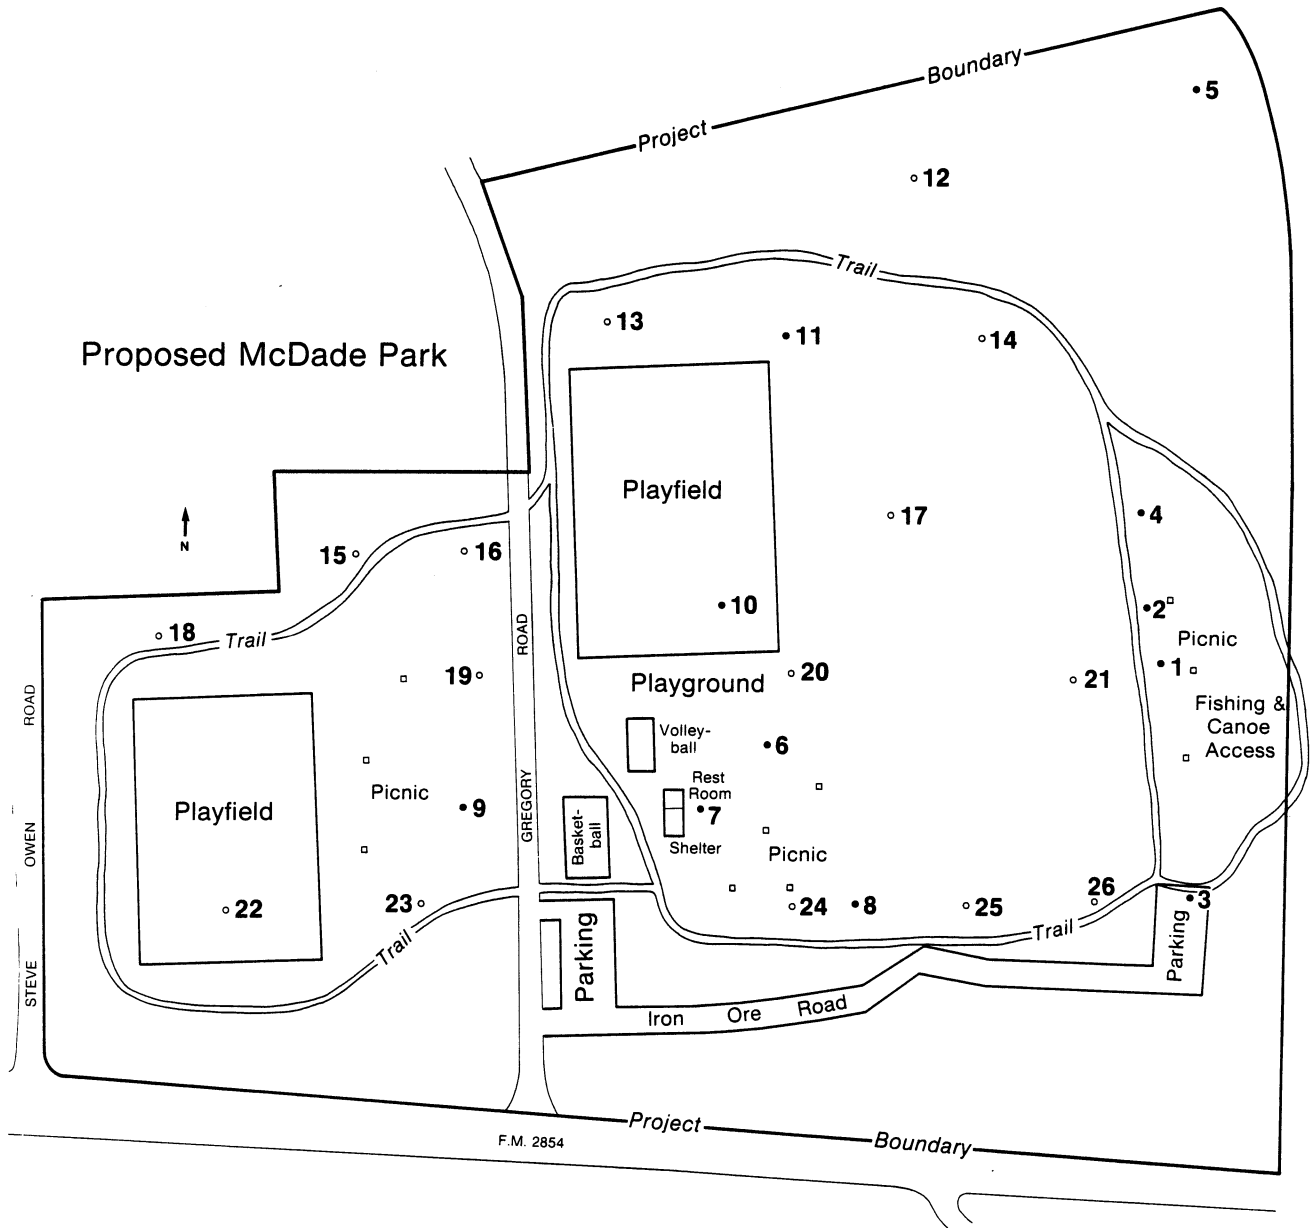 Project
Boundary
5
12
Trail
13
11
14
Proposed McDade Park
Playfield
17
4
N
15
16
10
2
18
Trail
ROAD
Picnic
1
19
20
21
Playground
ROAD
Fishing &
Canoe
Access
Volley-
ball
6
Rest
Room
7
Playfield
Picnic
9
GREGORY
Basket-
ball
Shelter
Picnic
OWEN
22
23
24
8
25
26
3
Trail
Trail
Parking
Parking
STEVE
Iron Ore Road
Project
Boundary
F.M. 2854